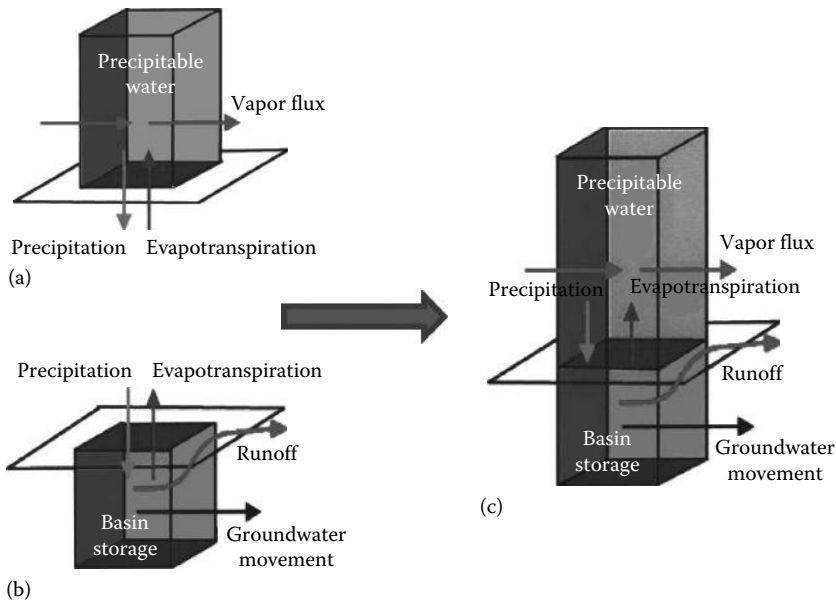 Precipitable
water
Vapor flux
Precipitation
Evapotranspiration
(a)
Precipitation
Evapotranspiration
Runoff
Basin
storage
Groundwater
movement
(b)
Precipitable
water
Vapor flux
Precipitation
Evapotranspiration
Runoff
Basin
storage
Groundwater
movement
(c)